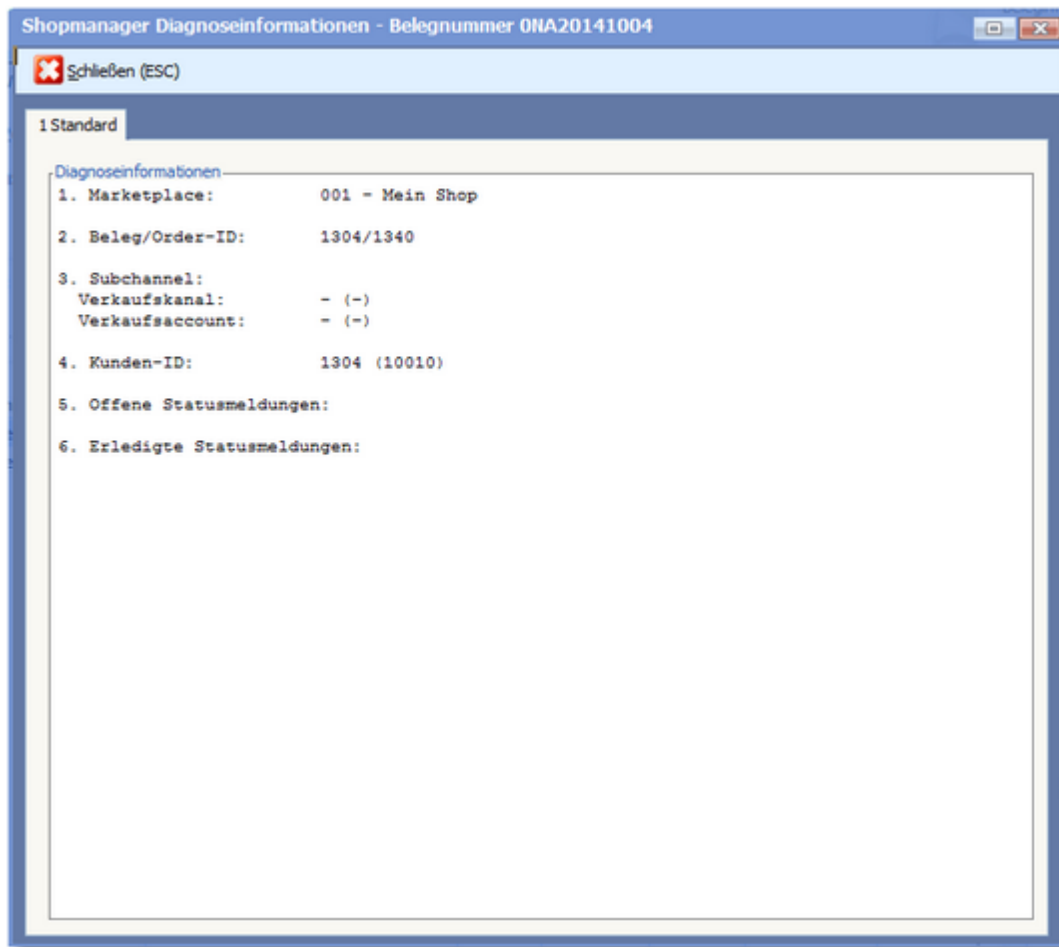 Shopmanager Diagnoseinformationen - Belegnummer 0NA20141004
Schließen (ESC)
1 Standard
Diagnoseinformationen
1. Marketplace: 001 - Mein Shop
2. Beleg/Order-ID: 1304/1340
3. Subchannel:
Verkaufskanal: - (-)
Verkaufsaccount: - (-)
4. Kunden-ID: 1304 (10010)
5. Offene Statusmeldungen:
6. Erledigte Statusmeldungen: